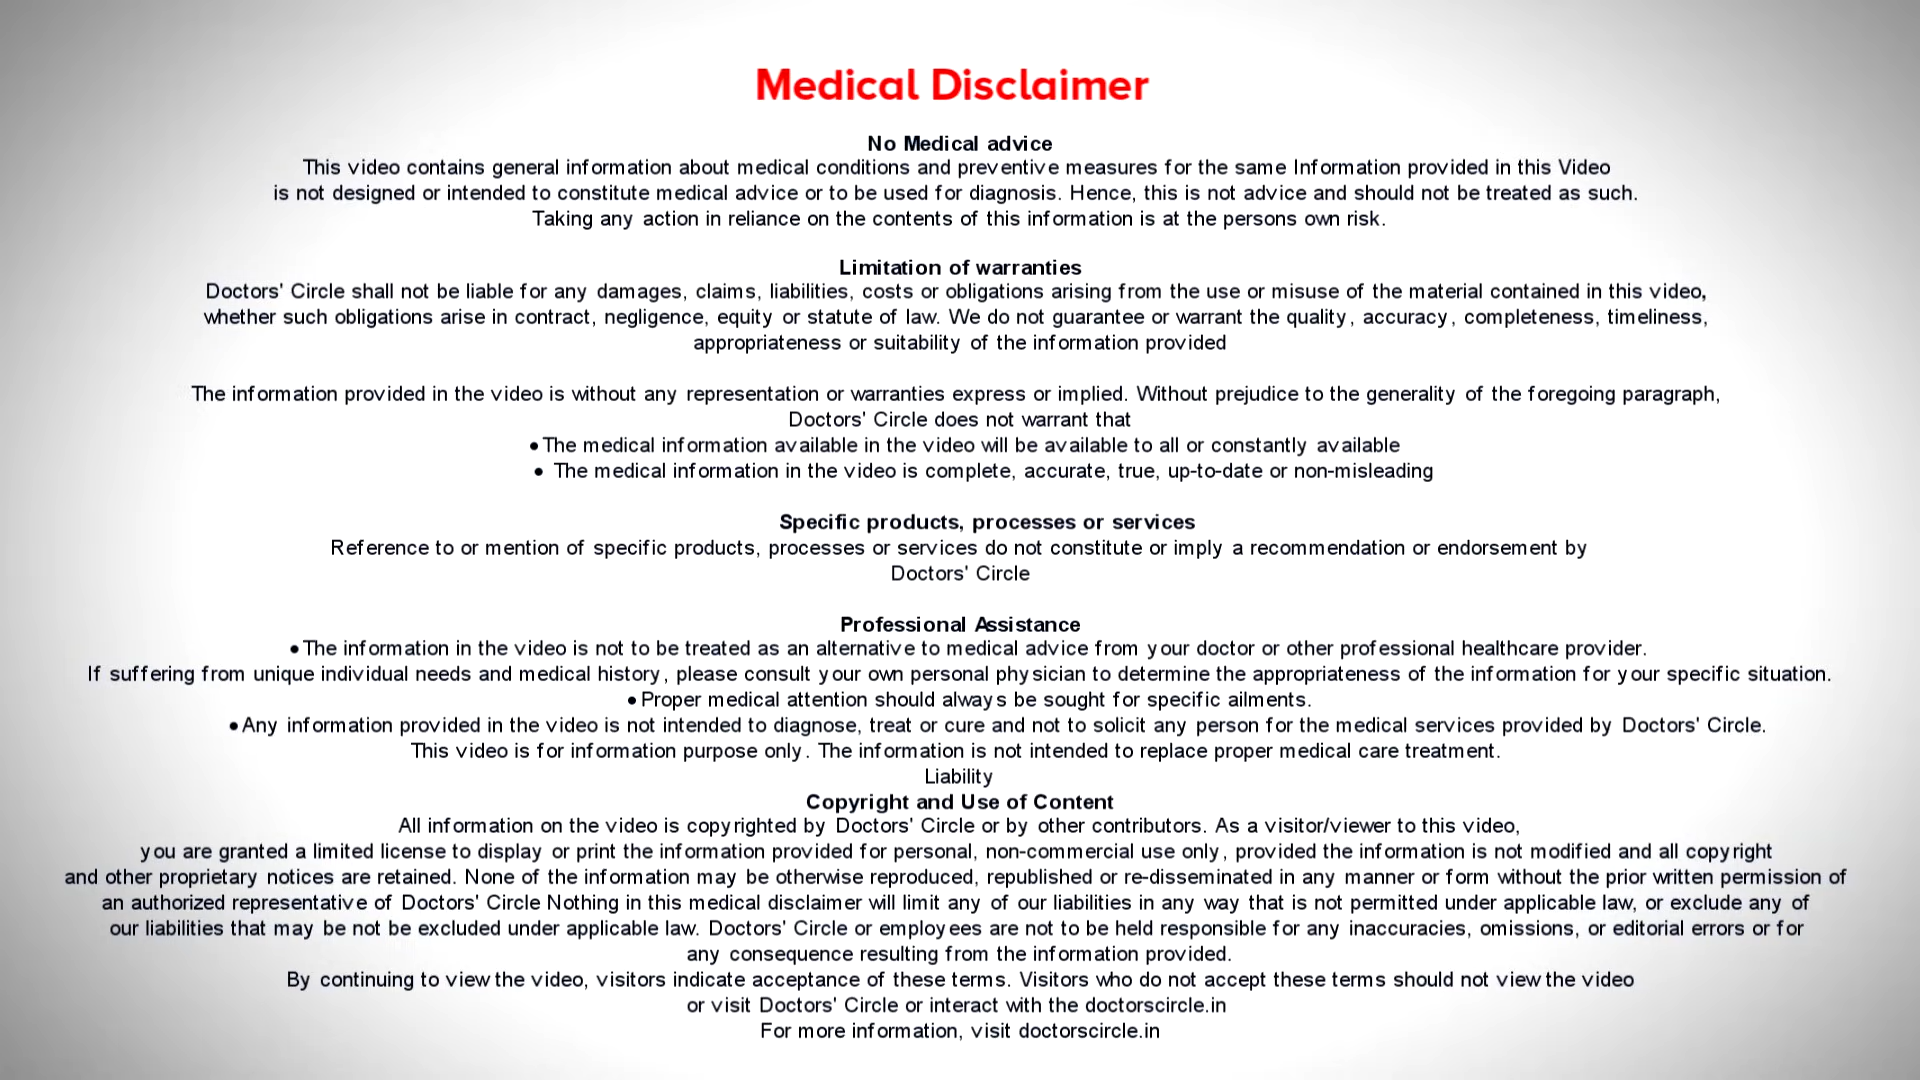 Medical Disclaimer
No Medical advice
This video contains general information about medical conditions and preventive measures for the same Information provided in this Video
is not designed or intended to constitute medical advice or to be used for diagnosis. Hence, this is not advice and should not be treated as such.
Taking any action in reliance on the contents of this information is at the persons own risk.
Limitation of warranties
Doctors' Circle shall not be liable for any damages, claims, liabilities, costs or obligations arising from the use or misuse of the material contained in this video,
whether such obligations arise in contract, negligence, equity or statute of law. We do not guarantee or warrant the quality, accuracy, completeness, timeliness,
appropriateness or suitability of the information provided
The information provided in the video is without any representation or warranties express or implied. Without prejudice to the generality of the foregoing paragraph,
Doctors' Circle does not warrant that
•The medical information available in the video will be available to all or constantly available
• The medical information in the video is complete, accurate, true, up-to-date or non-misleading
Specific products, processes or services
Reference to or mention of specific products, processes or services do not constitute or imply a recommendation or endorsement by
Doctors' Circle
Professional Assistance
•The information in the video is not to be treated as an alternative to medical advice from your doctor or other professional healthcare provider.
If suffering from unique individual needs and medical history, please consult your own personal physician to determine the appropriateness of the information for your specific situation.
•Proper medical attention should always be sought for specific ailments.
•Any information provided in the video is not intended to diagnose, treat or cure and not to solicit any person for the medical services provided by Doctors' Circle.
This video is for information purpose only. The information is not intended to replace proper medical care treatment.
Liability
Copyright and Use of Content
All information on the video is copyrighted by Doctors' Circle or by other contributors. As a visitor/viewer to this video,
you are granted a limited license to display or print the information provided for personal, non-commercial use only, provided the information is not modified and all copyright
and other proprietary notices are retained. None of the information may be otherwise reproduced, republished or re-disseminated in any manner or form without the prior written permission of
an authorized representative of Doctors' Circle Nothing in this medical disclaimer will limit any of our liabilities in any way that is not permitted under applicable law, or exclude any of
our liabilities that may be not be excluded under applicable law. Doctors' Circle or employees are not to be held responsible for any inaccuracies, omissions, or editorial errors or for
any consequence resulting from the information provided.
By continuing to view the video, visitors indicate acceptance of these terms. Visitors who do not accept these terms should not view the video
or visit Doctors' Circle or interact with the doctorscircle.in
For more information, visit doctorscircle.in